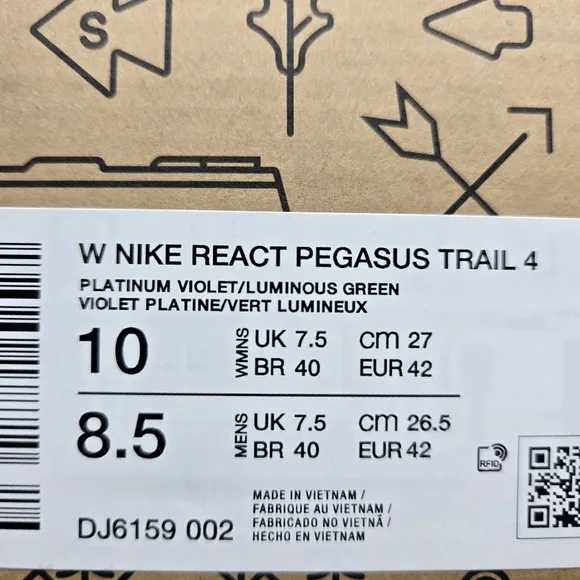 S
W NIKE REACT PEGASUS TRAIL 4
PLATINUM VIOLET/LUMINOUS GREEN
VIOLET PLATINE/VERT LUMINEUX
10 WMNS UK 7.5 cm 27
BR 40 EUR 42
8.5 MENS UK 7.5 cm 26.5
BR 40 EUR 42
RFID
MADE IN VIETNAM /
FABRIQUE AU VIETNAM /
FABRICADO NO VIETNÃ /
HECHO EN VIETNAM
DJ6159 002